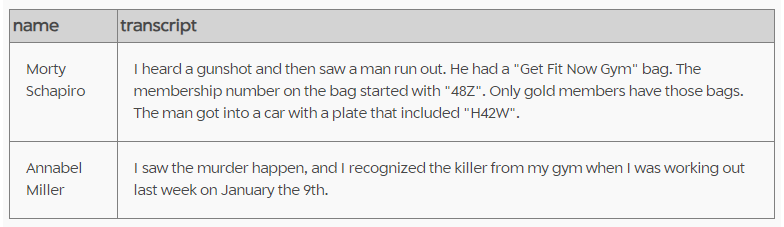 name transcript
Morty Schapiro
I heard a gunshot and then saw a man run out. He had a "Get Fit Now Gym" bag. The
membership number on the bag started with "48Z". Only gold members have those bags.
The man got into a car with a plate that included "H42W".
Annabel Miller
I saw the murder happen, and I recognized the killer from my gym when I was working out
last week on January the 9th.